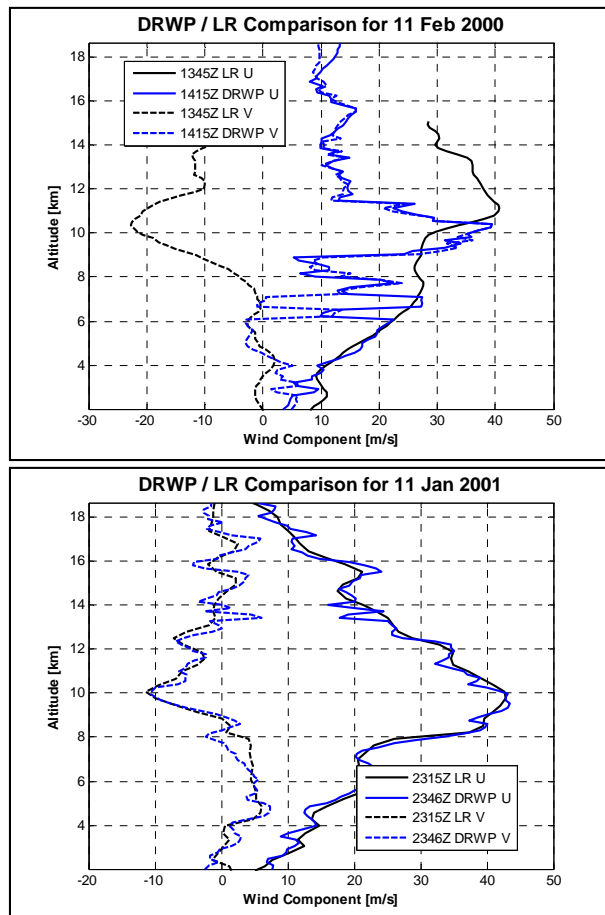 DRWP / LR Comparison for 11 Feb 2000
18
16
14
12
10
8
6
4
Altitude [km]
1345Z LR U
1415Z DRWP U
1345Z LR V
1415Z DRWP V
-30 -20 -10 0 10 20 30 40 50
Wind Component [m/s]
DRWP / LR Comparison for 11 Jan 2001
18
16
14
12
10
8
6
4
Altitude [km]
2315Z LR U
2346Z DRWP U
2315Z LR V
2346Z DRWP V
-20 -10 0 10 20 30 40 50
Wind Component [m/s]